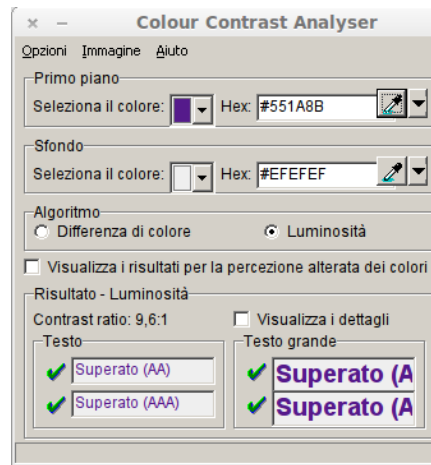 Colour Contrast Analyser
Opzioni Immagine Aiuto
Primo piano
Seleziona il colore: Hex: #551A8B
Sfondo
Seleziona il colore: Hex: #EFEFEF
Algoritmo
Differenza di colore Luminosità
Visualizza i risultati per la percezione alterata dei colori
Risultato - Luminosità
Contrast ratio: 9,6:1 Visualizza i dettagli
Testo Testo grande
Superato (AA) Superato (A
Superato (AAA) Superato (A